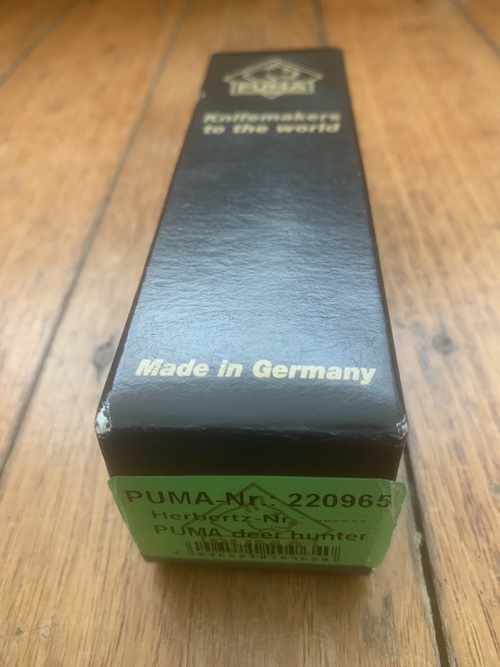 PUMA
Knifemakers
to the world
Made in Germany
PUMA-Nr.: 220965
Herbertz-Nr.: -------
PUMA deer hunter